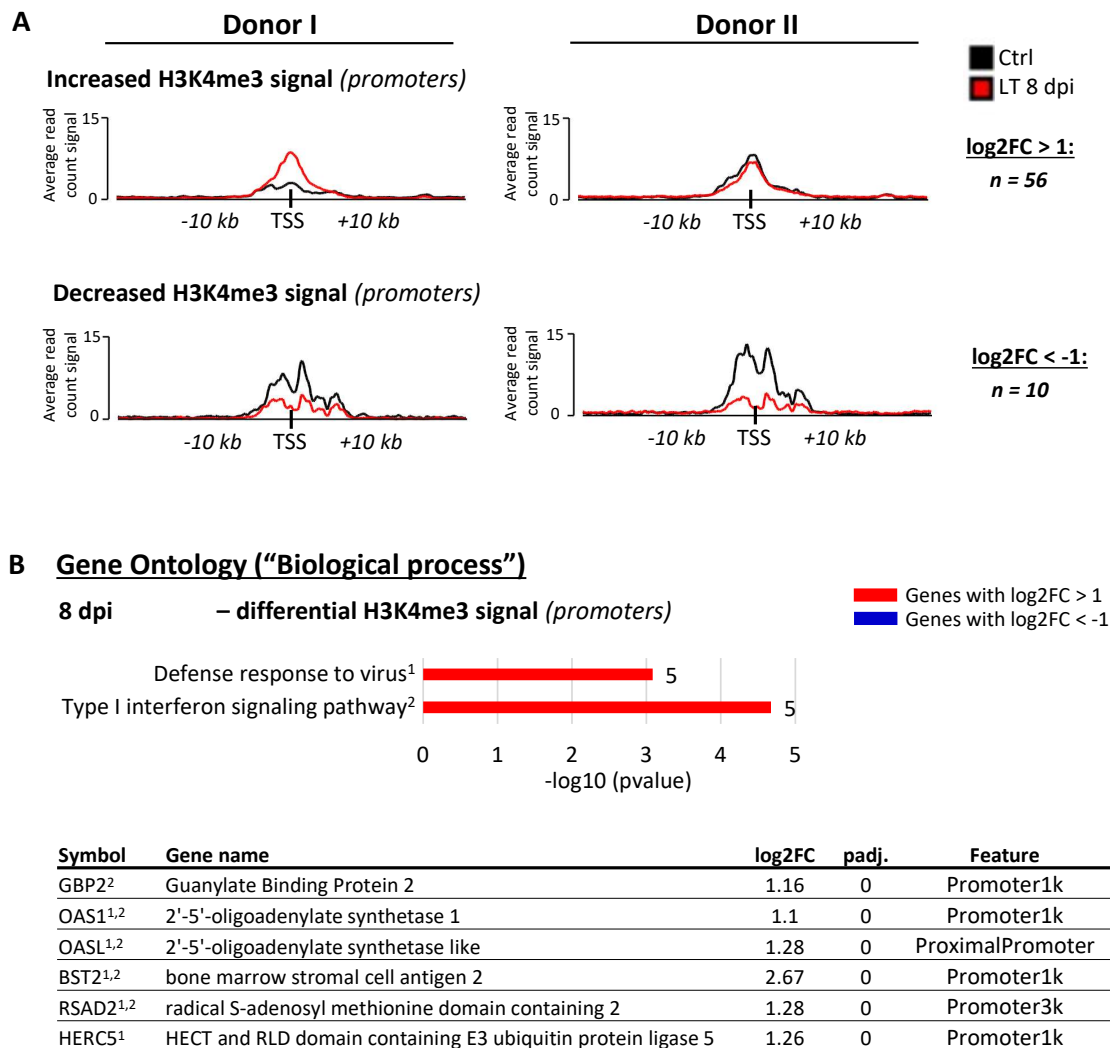 A
Donor I
Donor II
Ctrl
LT 8 dpi
Increased H3K4me3 signal (promoters)
log2FC > 1:
n = 56
Average read
count signal
15
0
-10 kb TSS +10 kb
Average read
count signal
15
0
-10 kb TSS +10 kb
Decreased H3K4me3 signal (promoters)
log2FC < -1:
n = 10
Average read
count signal
15
0
-10 kb TSS +10 kb
Average read
count signal
15
0
-10 kb TSS +10 kb
B Gene Ontology (“Biological process”)
8 dpi – differential H3K4me3 signal (promoters)
Genes with log2FC > 1
Genes with log2FC < -1
Defense response to virus¹ 5
Type I interferon signaling pathway² 5
0 1 2 3 4 5
-log10 (pvalue)
Symbol Gene name log2FC padj. Feature
GBP2² Guanylate Binding Protein 2 1.16 0 Promoter1k
OAS1¹,² 2'-5'-oligoadenylate synthetase 1 1.1 0 Promoter1k
OASL¹,² 2'-5'-oligoadenylate synthetase like 1.28 0 ProximalPromoter
BST2¹,² bone marrow stromal cell antigen 2 2.67 0 Promoter1k
RSAD2¹,² radical S-adenosyl methionine domain containing 2 1.28 0 Promoter3k
HERC5¹ HECT and RLD domain containing E3 ubiquitin protein ligase 5 1.26 0 Promoter1k